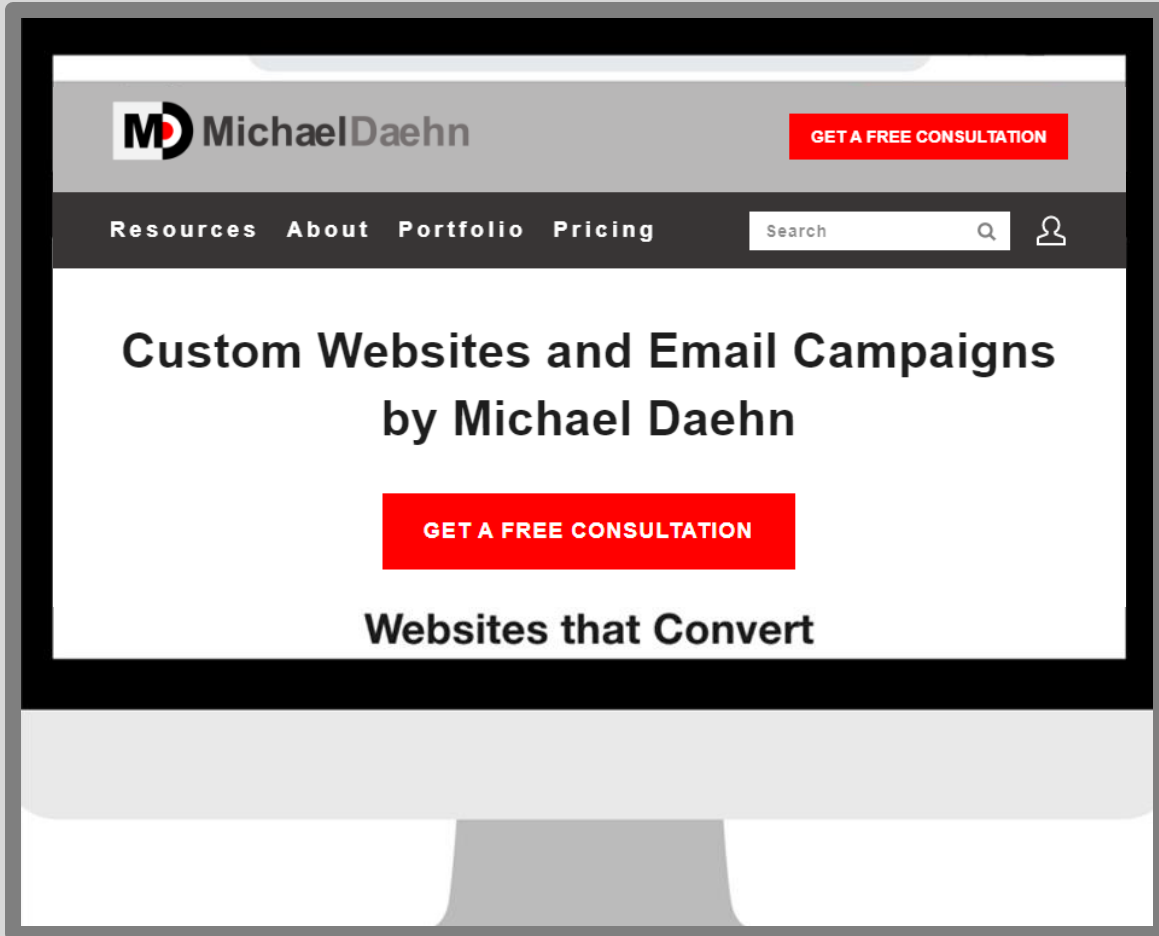 MD MichaelDaehn
GET A FREE CONSULTATION
Resources About Portfolio Pricing
Search
Custom Websites and Email Campaigns
by Michael Daehn
GET A FREE CONSULTATION
Websites that Convert